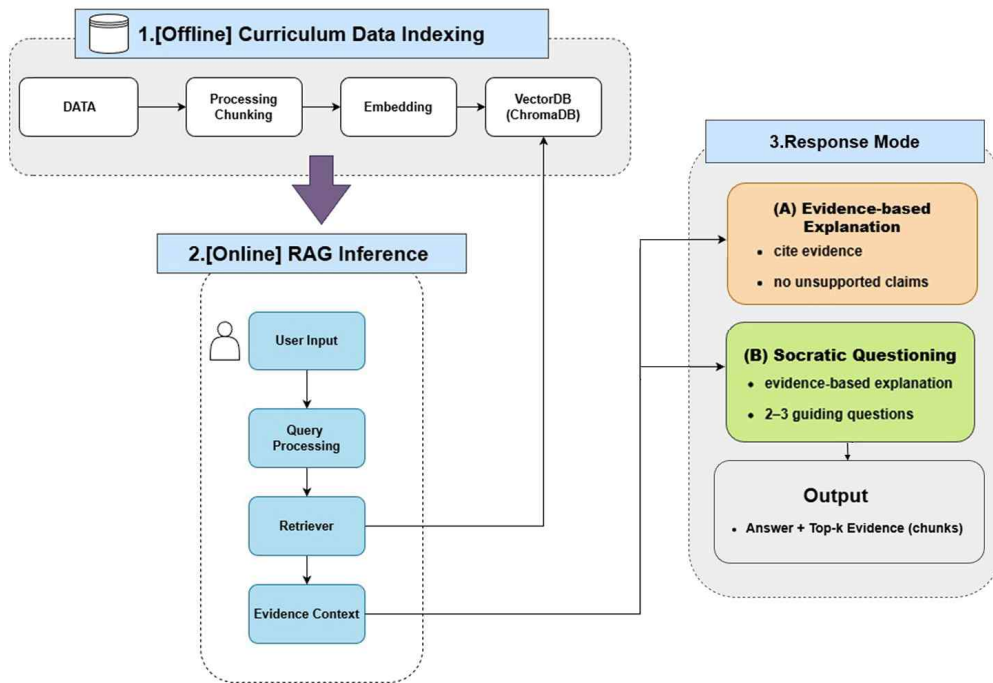 1.[Offline] Curriculum Data Indexing
DATA
Processing
Chunking
Embedding
VectorDB
(ChromaDB)
2.[Online] RAG Inference
User Input
Query
Processing
Retriever
Evidence Context
3.Response Mode
(A) Evidence-based
Explanation
• cite evidence
• no unsupported claims
(B) Socratic Questioning
• evidence-based explanation
• 2–3 guiding questions
Output
• Answer + Top-k Evidence (chunks)